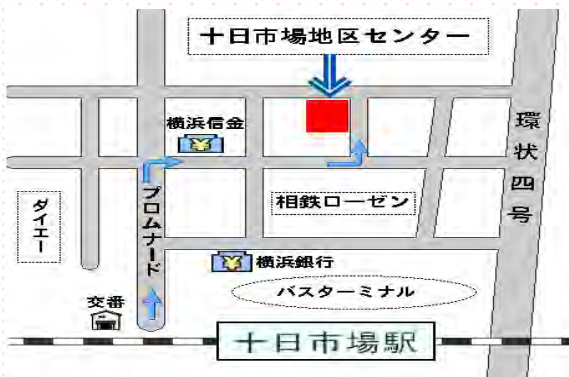 十日市場地区センター
横浜信金
環状四号
ダイエー
プロムナード
相鉄ローゼン
横浜銀行
バスターミナル
交番
十日市場駅